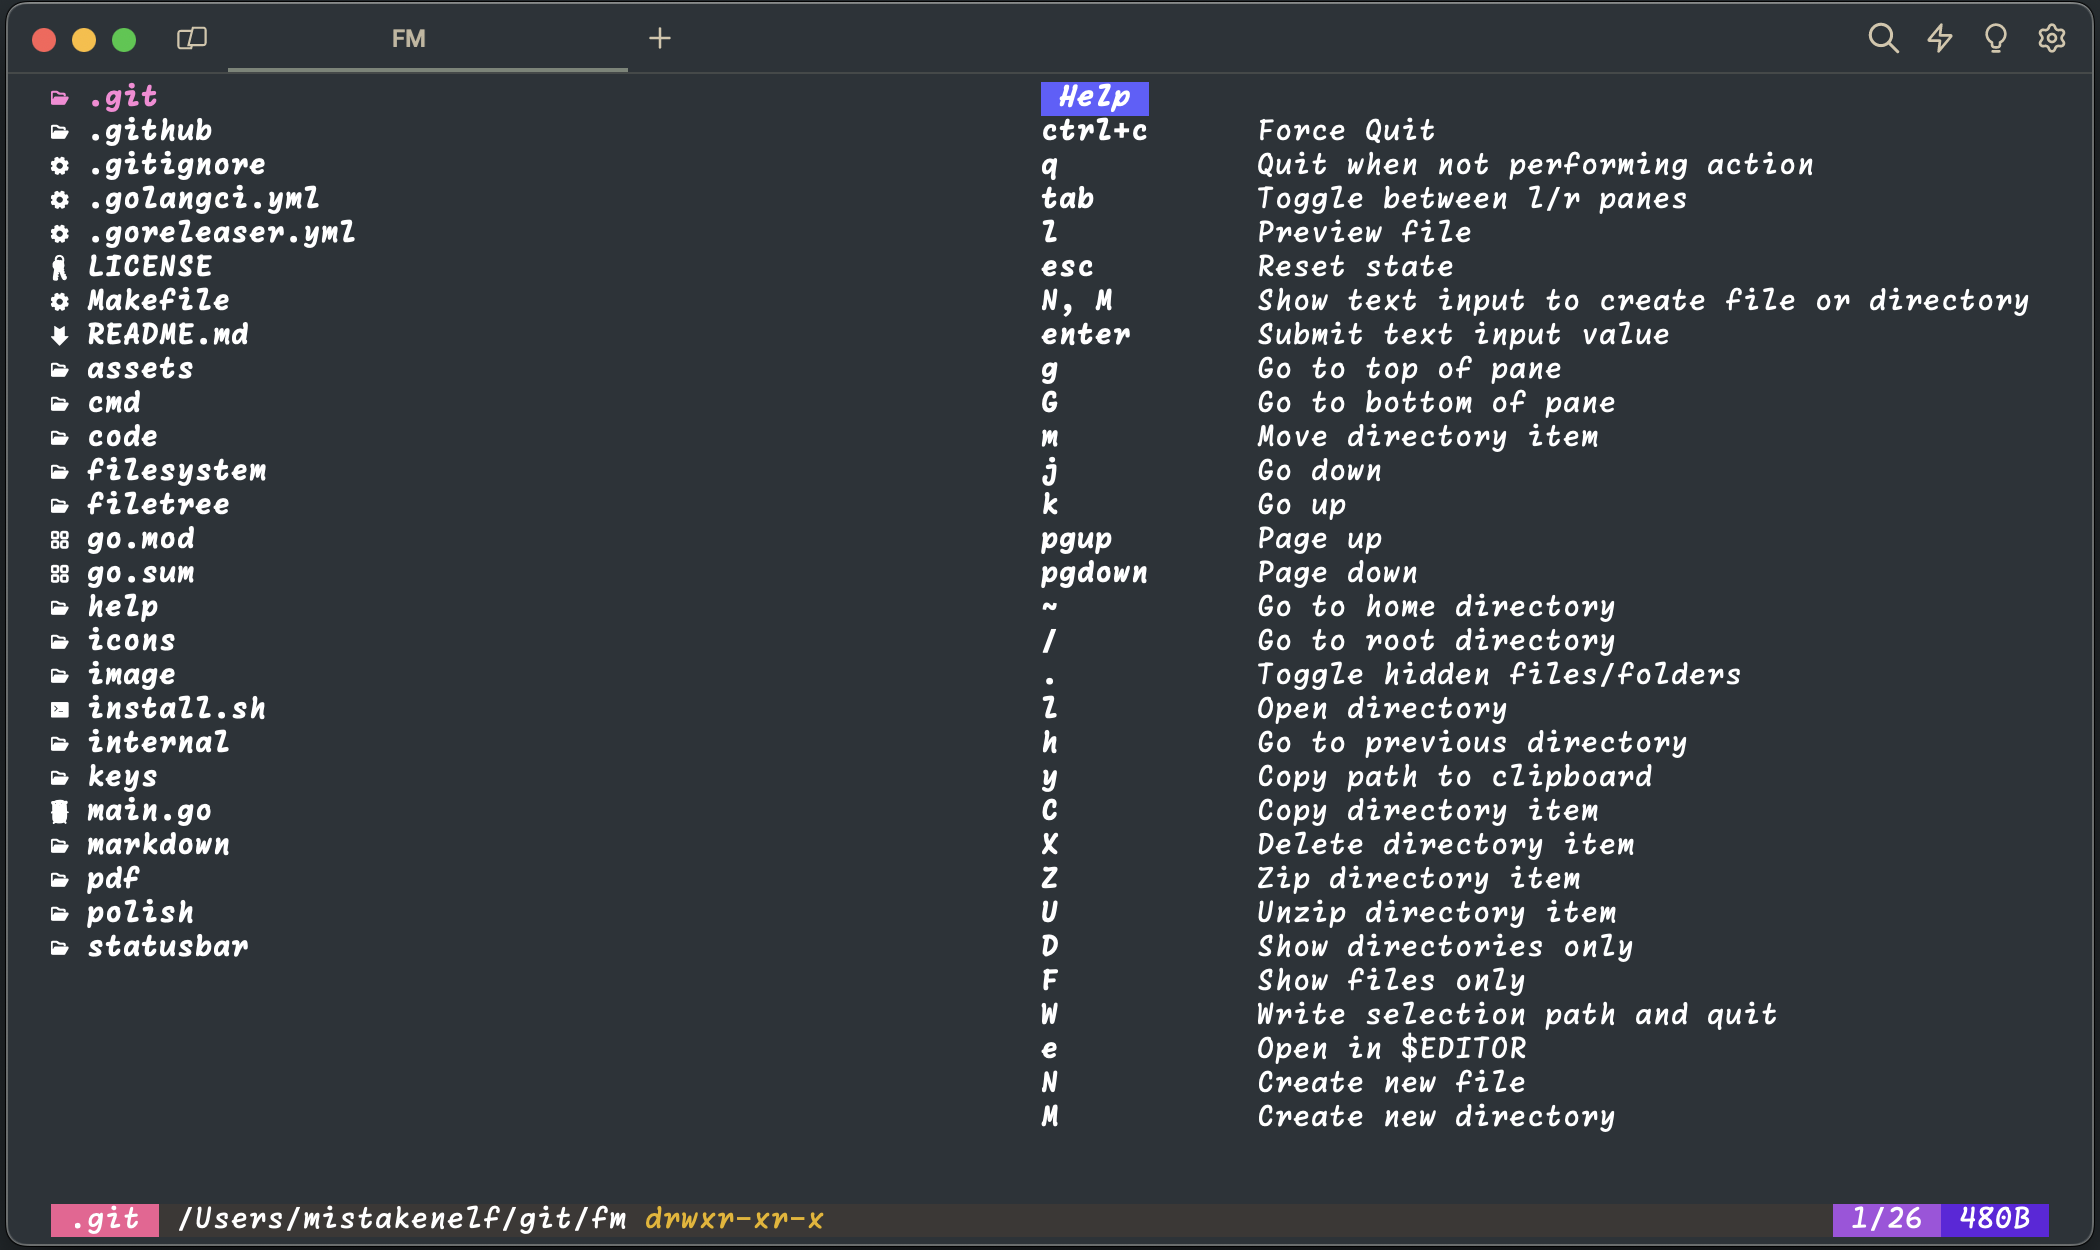 FM
.git
.github
.gitignore
.golangci.yml
.goreleaser.yml
LICENSE
Makefile
README.md
assets
cmd
code
filesystem
filetree
go.mod
go.sum
help
icons
image
install.sh
internal
keys
main.go
markdown
pdf
polish
statusbar
Help
ctrl+c Force Quit
q Quit when not performing action
tab Toggle between l/r panes
l Preview file
esc Reset state
N, M Show text input to create file or directory
enter Submit text input value
g Go to top of pane
G Go to bottom of pane
m Move directory item
j Go down
k Go up
pgup Page up
pgdown Page down
~ Go to home directory
/ Go to root directory
. Toggle hidden files/folders
l Open directory
h Go to previous directory
y Copy path to clipboard
C Copy directory item
X Delete directory item
Z Zip directory item
U Unzip directory item
D Show directories only
F Show files only
W Write selection path and quit
e Open in $EDITOR
N Create new file
M Create new directory
.git /Users/mistakenelf/git/fm drwxr-xr-x 1/26 480B